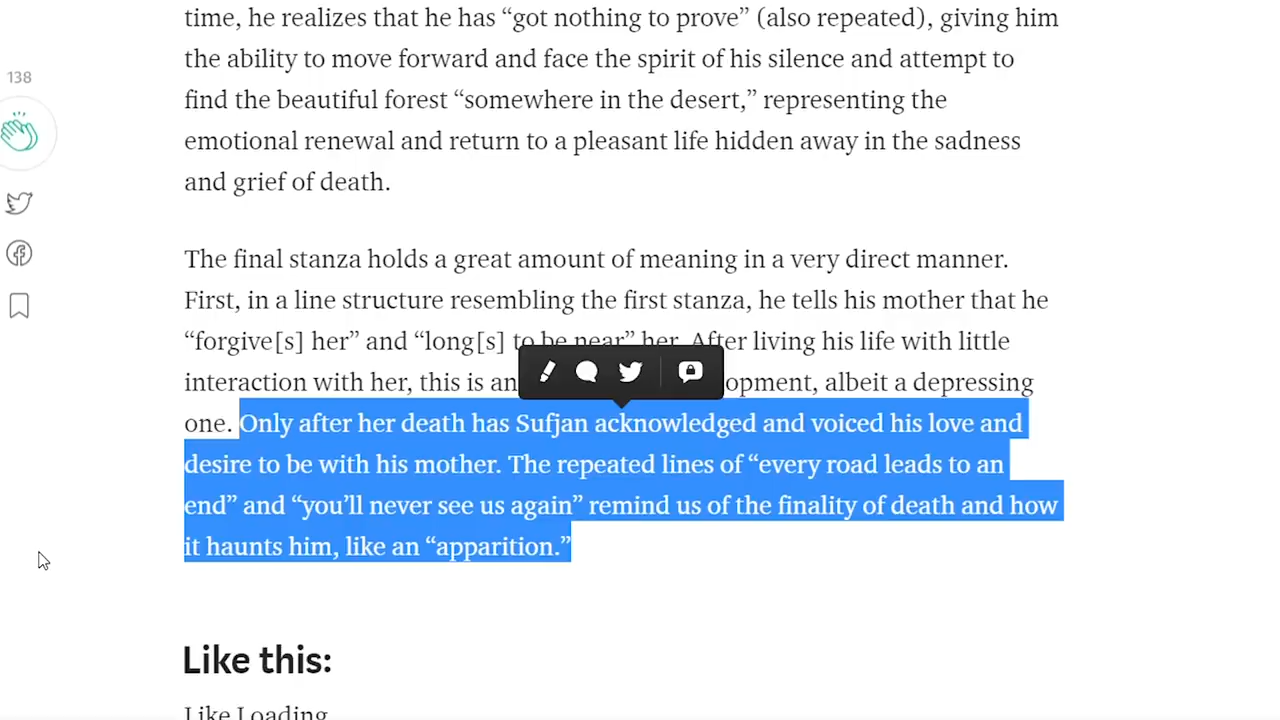 time, he realizes that he has “got nothing to prove” (also repeated), giving him
138
the ability to move forward and face the spirit of his silence and attempt to
find the beautiful forest “somewhere in the desert,” representing the
emotional renewal and return to a pleasant life hidden away in the sadness
and grief of death.
The final stanza holds a great amount of meaning in a very direct manner.
First, in a line structure resembling the first stanza, he tells his mother that he
“forgive[s] her” and “long[s] to be near” her. After living his life with little
interaction with her, this is an opment, albeit a depressing
one. Only after her death has Sufjan acknowledged and voiced his love and
desire to be with his mother. The repeated lines of “every road leads to an
end” and “you’ll never see us again” remind us of the finality of death and how
it haunts him, like an “apparition.”
Like this:
Like Loading